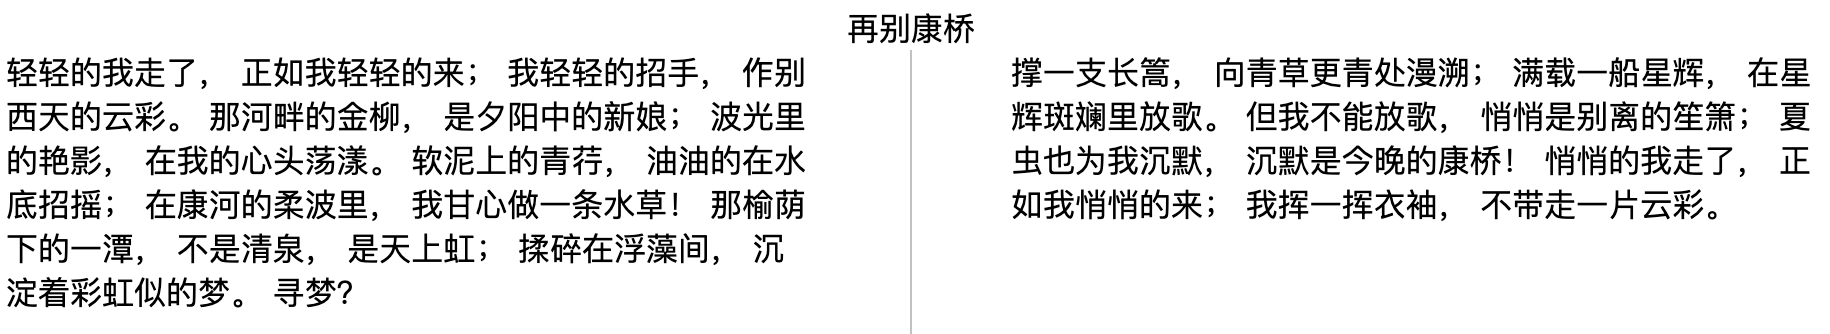 再别康桥
轻轻的我走了， 正如我轻轻的来； 我轻轻的招手， 作别
西天的云彩。 那河畔的金柳， 是夕阳中的新娘； 波光里
的艳影， 在我的心头荡漾。 软泥上的青荇， 油油的在水
底招摇； 在康河的柔波里， 我甘心做一条水草！ 那榆荫
下的一潭， 不是清泉， 是天上虹； 揉碎在浮藻间， 沉
淀着彩虹似的梦。 寻梦？
撑一支长篙， 向青草更青处漫溯； 满载一船星辉， 在星
辉斑斓里放歌。 但我不能放歌， 悄悄是别离的笙箫； 夏
虫也为我沉默， 沉默是今晚的康桥！ 悄悄的我走了， 正
如我悄悄的来； 我挥一挥衣袖， 不带走一片云彩。